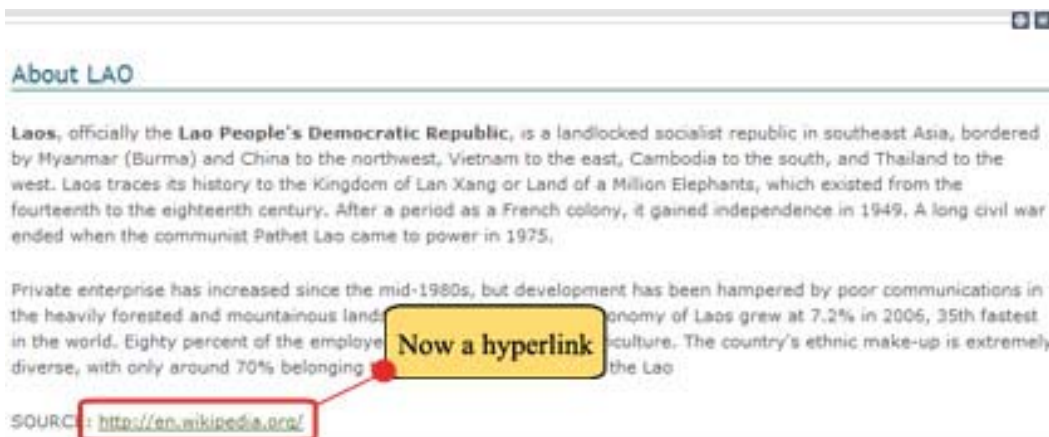 About LAO
Laos, officially the Lao People's Democratic Republic, is a landlocked socialist republic in southeast Asia, bordered
by Myanmar (Burma) and China to the northwest, Vietnam to the east, Cambodia to the south, and Thailand to the
west. Laos traces its history to the Kingdom of Lan Xang or Land of a Million Elephants, which existed from the
fourteenth to the eighteenth century. After a period as a French colony, it gained independence in 1949. A long civil war
ended when the communist Pathet Lao came to power in 1975.
Private enterprise has increased since the mid-1980s, but development has been hampered by poor communications in
the heavily forested and mountainous onomy of Laos grew at 7.2% in 2006, 35th fastest
in the world. Eighty percent of the iculture. The country's ethnic make-up is extremely
diverse, with only around 70% belonging the Lao
Now a hyperlink
SOURCE: http://en.wikipedia.org/